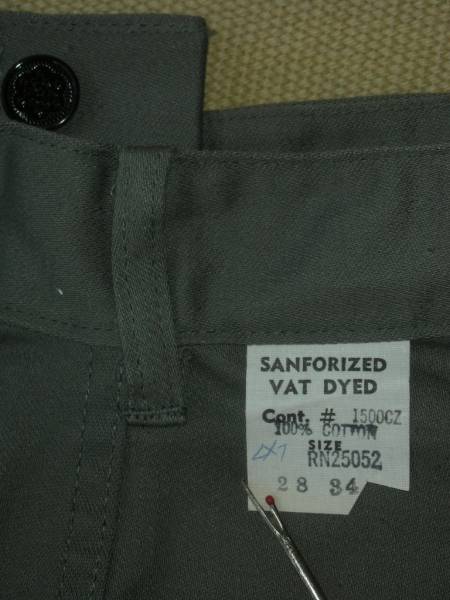 SANFORIZED
VAT DYED
Cont. # 1500CZ
100% COTTON
SIZE
RN25052
28 34